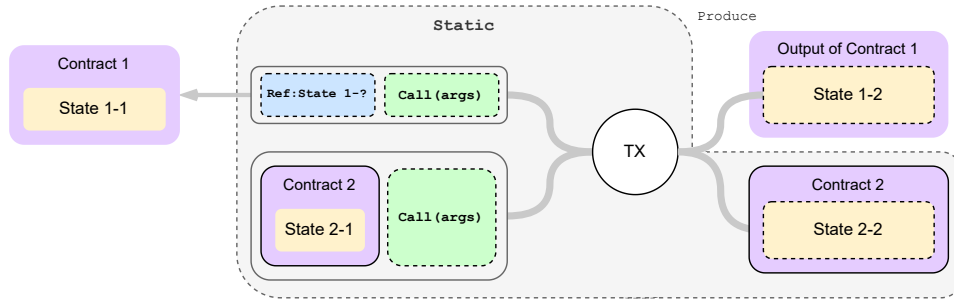 Produce
Static
Contract 1
State 1-1
Ref:State 1-?
Call(args)
Output of Contract 1
State 1-2
TX
Contract 2
State 2-1
Call(args)
Contract 2
State 2-2